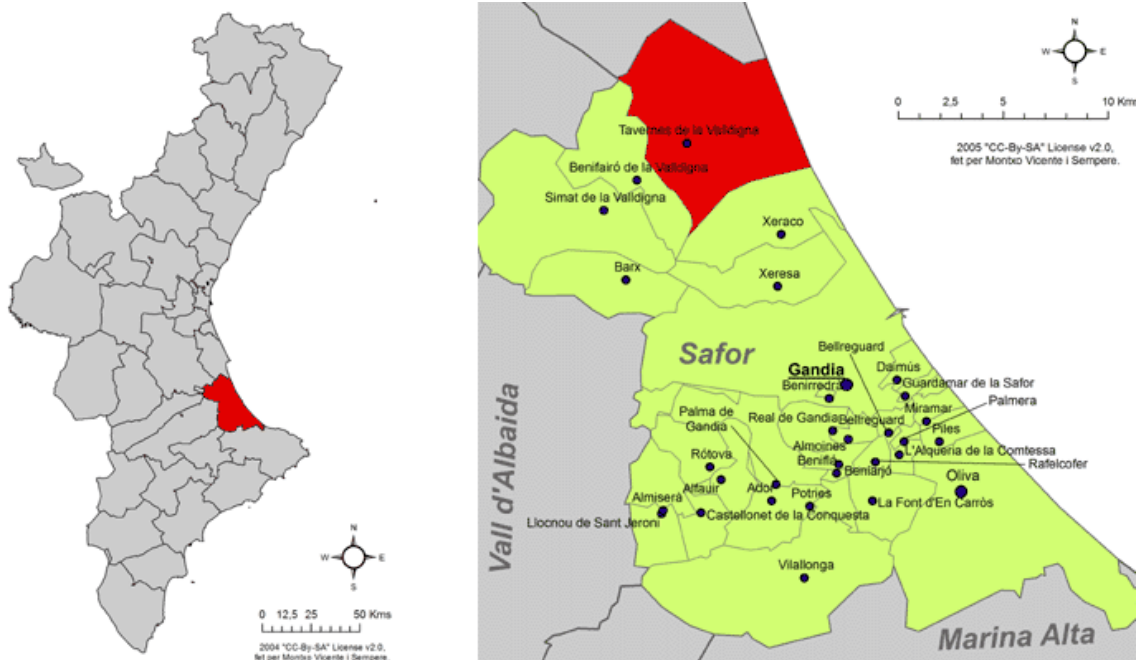 N
W E
S
0 12,5 25 50 Kms
2004 "CC-By-SA" License v2.0,
fet per Montxo Vicente i Sempere.
N
W E
S
0 2,5 5 10 Kms
2005 "CC-By-SA" License v2.0,
fet per Montxo Vicente i Sempere.
Tavernes de la Valldigna
Benifairó de la Valldigna
Simat de la Valldigna
Xeraco
Barx
Xeresa
Safor
Bellreguard
Gandia
Daimús
Benirredrà
Guardamar de la Safor
Palmera
Miramar
Palma de
Gandia
Real de Gandia
Bellreguard
Piles
Almoines
L'Alqueria de la Comtessa
Rótova
Beniflá
Beniarjó
Rafelcofer
Alfauir
Ador
Potries
Oliva
Almiserà
La Font d'En Carròs
Llocnou de Sant Jeroni
Castellonet de la Conquesta
Vilallonga
Vall d'Albaida
Marina Alta